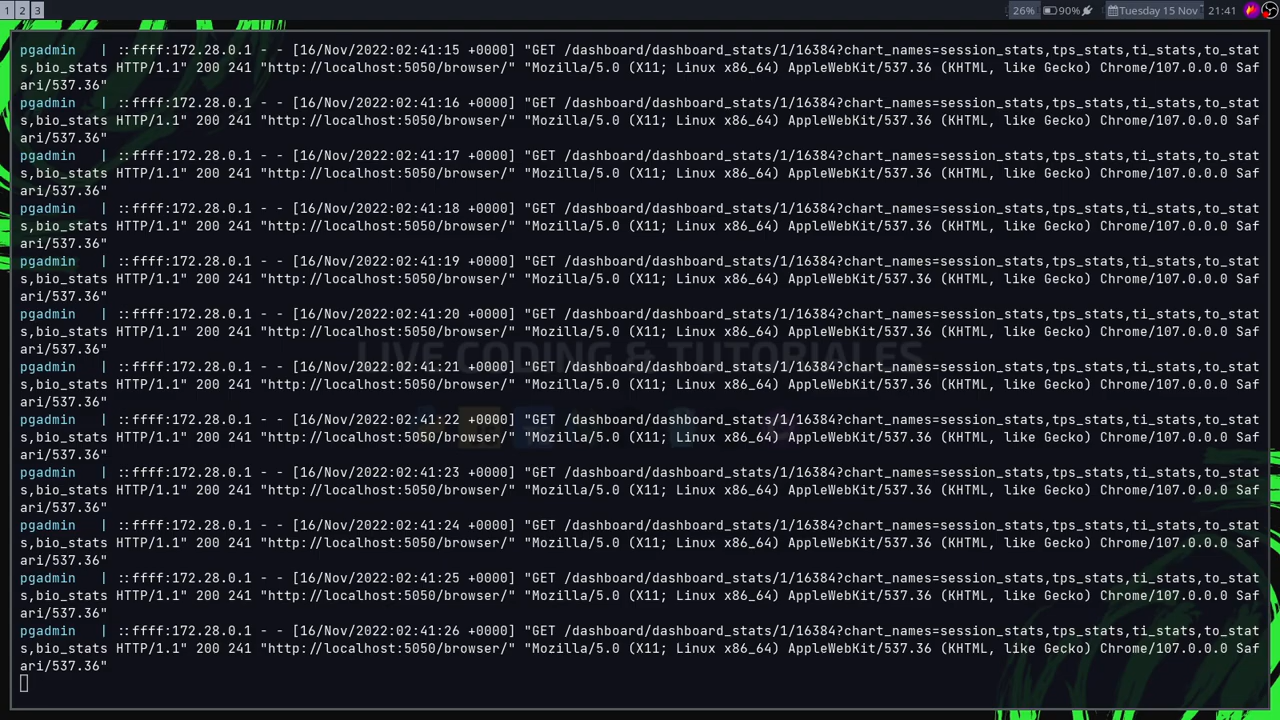 1 2 3 26% 90% Tuesday 15 Nov 21:41
pgadmin | ::ffff:172.28.0.1 - - [16/Nov/2022:02:41:15 +0000] "GET /dashboard/dashboard_stats/1/16384?chart_names=session_stats,tps_stats,ti_stats,to_stat
s,bio_stats HTTP/1.1" 200 241 "http://localhost:5050/browser/" "Mozilla/5.0 (X11; Linux x86_64) AppleWebKit/537.36 (KHTML, like Gecko) Chrome/107.0.0.0 Saf
ari/537.36"
pgadmin | ::ffff:172.28.0.1 - - [16/Nov/2022:02:41:16 +0000] "GET /dashboard/dashboard_stats/1/16384?chart_names=session_stats,tps_stats,ti_stats,to_stat
s,bio_stats HTTP/1.1" 200 241 "http://localhost:5050/browser/" "Mozilla/5.0 (X11; Linux x86_64) AppleWebKit/537.36 (KHTML, like Gecko) Chrome/107.0.0.0 Saf
ari/537.36"
pgadmin | ::ffff:172.28.0.1 - - [16/Nov/2022:02:41:17 +0000] "GET /dashboard/dashboard_stats/1/16384?chart_names=session_stats,tps_stats,ti_stats,to_stat
s,bio_stats HTTP/1.1" 200 241 "http://localhost:5050/browser/" "Mozilla/5.0 (X11; Linux x86_64) AppleWebKit/537.36 (KHTML, like Gecko) Chrome/107.0.0.0 Saf
ari/537.36"
pgadmin | ::ffff:172.28.0.1 - - [16/Nov/2022:02:41:18 +0000] "GET /dashboard/dashboard_stats/1/16384?chart_names=session_stats,tps_stats,ti_stats,to_stat
s,bio_stats HTTP/1.1" 200 241 "http://localhost:5050/browser/" "Mozilla/5.0 (X11; Linux x86_64) AppleWebKit/537.36 (KHTML, like Gecko) Chrome/107.0.0.0 Saf
ari/537.36"
pgadmin | ::ffff:172.28.0.1 - - [16/Nov/2022:02:41:19 +0000] "GET /dashboard/dashboard_stats/1/16384?chart_names=session_stats,tps_stats,ti_stats,to_stat
s,bio_stats HTTP/1.1" 200 241 "http://localhost:5050/browser/" "Mozilla/5.0 (X11; Linux x86_64) AppleWebKit/537.36 (KHTML, like Gecko) Chrome/107.0.0.0 Saf
ari/537.36"
pgadmin | ::ffff:172.28.0.1 - - [16/Nov/2022:02:41:20 +0000] "GET /dashboard/dashboard_stats/1/16384?chart_names=session_stats,tps_stats,ti_stats,to_stat
s,bio_stats HTTP/1.1" 200 241 "http://localhost:5050/browser/" "Mozilla/5.0 (X11; Linux x86_64) AppleWebKit/537.36 (KHTML, like Gecko) Chrome/107.0.0.0 Saf
ari/537.36"
LIVE CODING & TUTORIALES
pgadmin | ::ffff:172.28.0.1 - - [16/Nov/2022:02:41:21 +0000] "GET /dashboard/dashboard_stats/1/16384?chart_names=session_stats,tps_stats,ti_stats,to_stat
s,bio_stats HTTP/1.1" 200 241 "http://localhost:5050/browser/" "Mozilla/5.0 (X11; Linux x86_64) AppleWebKit/537.36 (KHTML, like Gecko) Chrome/107.0.0.0 Saf
ari/537.36"
pgadmin | ::ffff:172.28.0.1 - - [16/Nov/2022:02:41:22 +0000] "GET /dashboard/dashboard_stats/1/16384?chart_names=session_stats,tps_stats,ti_stats,to_stat
s,bio_stats HTTP/1.1" 200 241 "http://localhost:5050/browser/" "Mozilla/5.0 (X11; Linux x86_64) AppleWebKit/537.36 (KHTML, like Gecko) Chrome/107.0.0.0 Saf
ari/537.36"
pgadmin | ::ffff:172.28.0.1 - - [16/Nov/2022:02:41:23 +0000] "GET /dashboard/dashboard_stats/1/16384?chart_names=session_stats,tps_stats,ti_stats,to_stat
s,bio_stats HTTP/1.1" 200 241 "http://localhost:5050/browser/" "Mozilla/5.0 (X11; Linux x86_64) AppleWebKit/537.36 (KHTML, like Gecko) Chrome/107.0.0.0 Saf
ari/537.36"
pgadmin | ::ffff:172.28.0.1 - - [16/Nov/2022:02:41:24 +0000] "GET /dashboard/dashboard_stats/1/16384?chart_names=session_stats,tps_stats,ti_stats,to_stat
s,bio_stats HTTP/1.1" 200 241 "http://localhost:5050/browser/" "Mozilla/5.0 (X11; Linux x86_64) AppleWebKit/537.36 (KHTML, like Gecko) Chrome/107.0.0.0 Saf
ari/537.36"
pgadmin | ::ffff:172.28.0.1 - - [16/Nov/2022:02:41:25 +0000] "GET /dashboard/dashboard_stats/1/16384?chart_names=session_stats,tps_stats,ti_stats,to_stat
s,bio_stats HTTP/1.1" 200 241 "http://localhost:5050/browser/" "Mozilla/5.0 (X11; Linux x86_64) AppleWebKit/537.36 (KHTML, like Gecko) Chrome/107.0.0.0 Saf
ari/537.36"
pgadmin | ::ffff:172.28.0.1 - - [16/Nov/2022:02:41:26 +0000] "GET /dashboard/dashboard_stats/1/16384?chart_names=session_stats,tps_stats,ti_stats,to_stat
s,bio_stats HTTP/1.1" 200 241 "http://localhost:5050/browser/" "Mozilla/5.0 (X11; Linux x86_64) AppleWebKit/537.36 (KHTML, like Gecko) Chrome/107.0.0.0 Saf
ari/537.36"